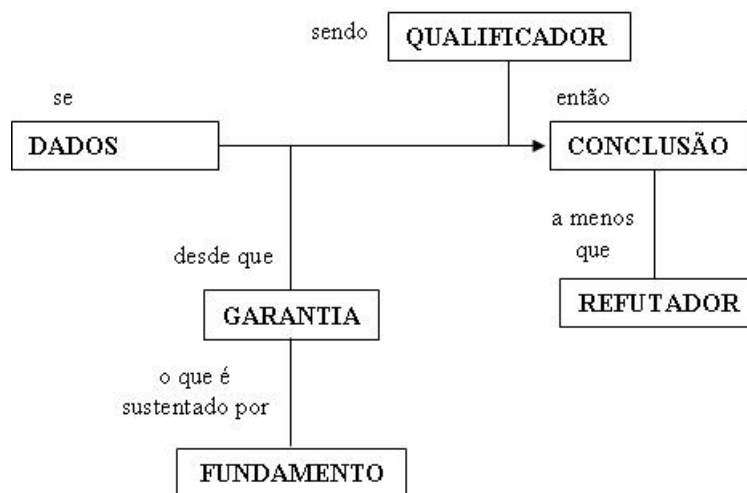 sendo
QUALIFICADOR
se
então
DADOS
CONCLUSÃO
a menos
que
desde que
GARANTIA
REFUTADOR
o que é
sustentado por
FUNDAMENTO